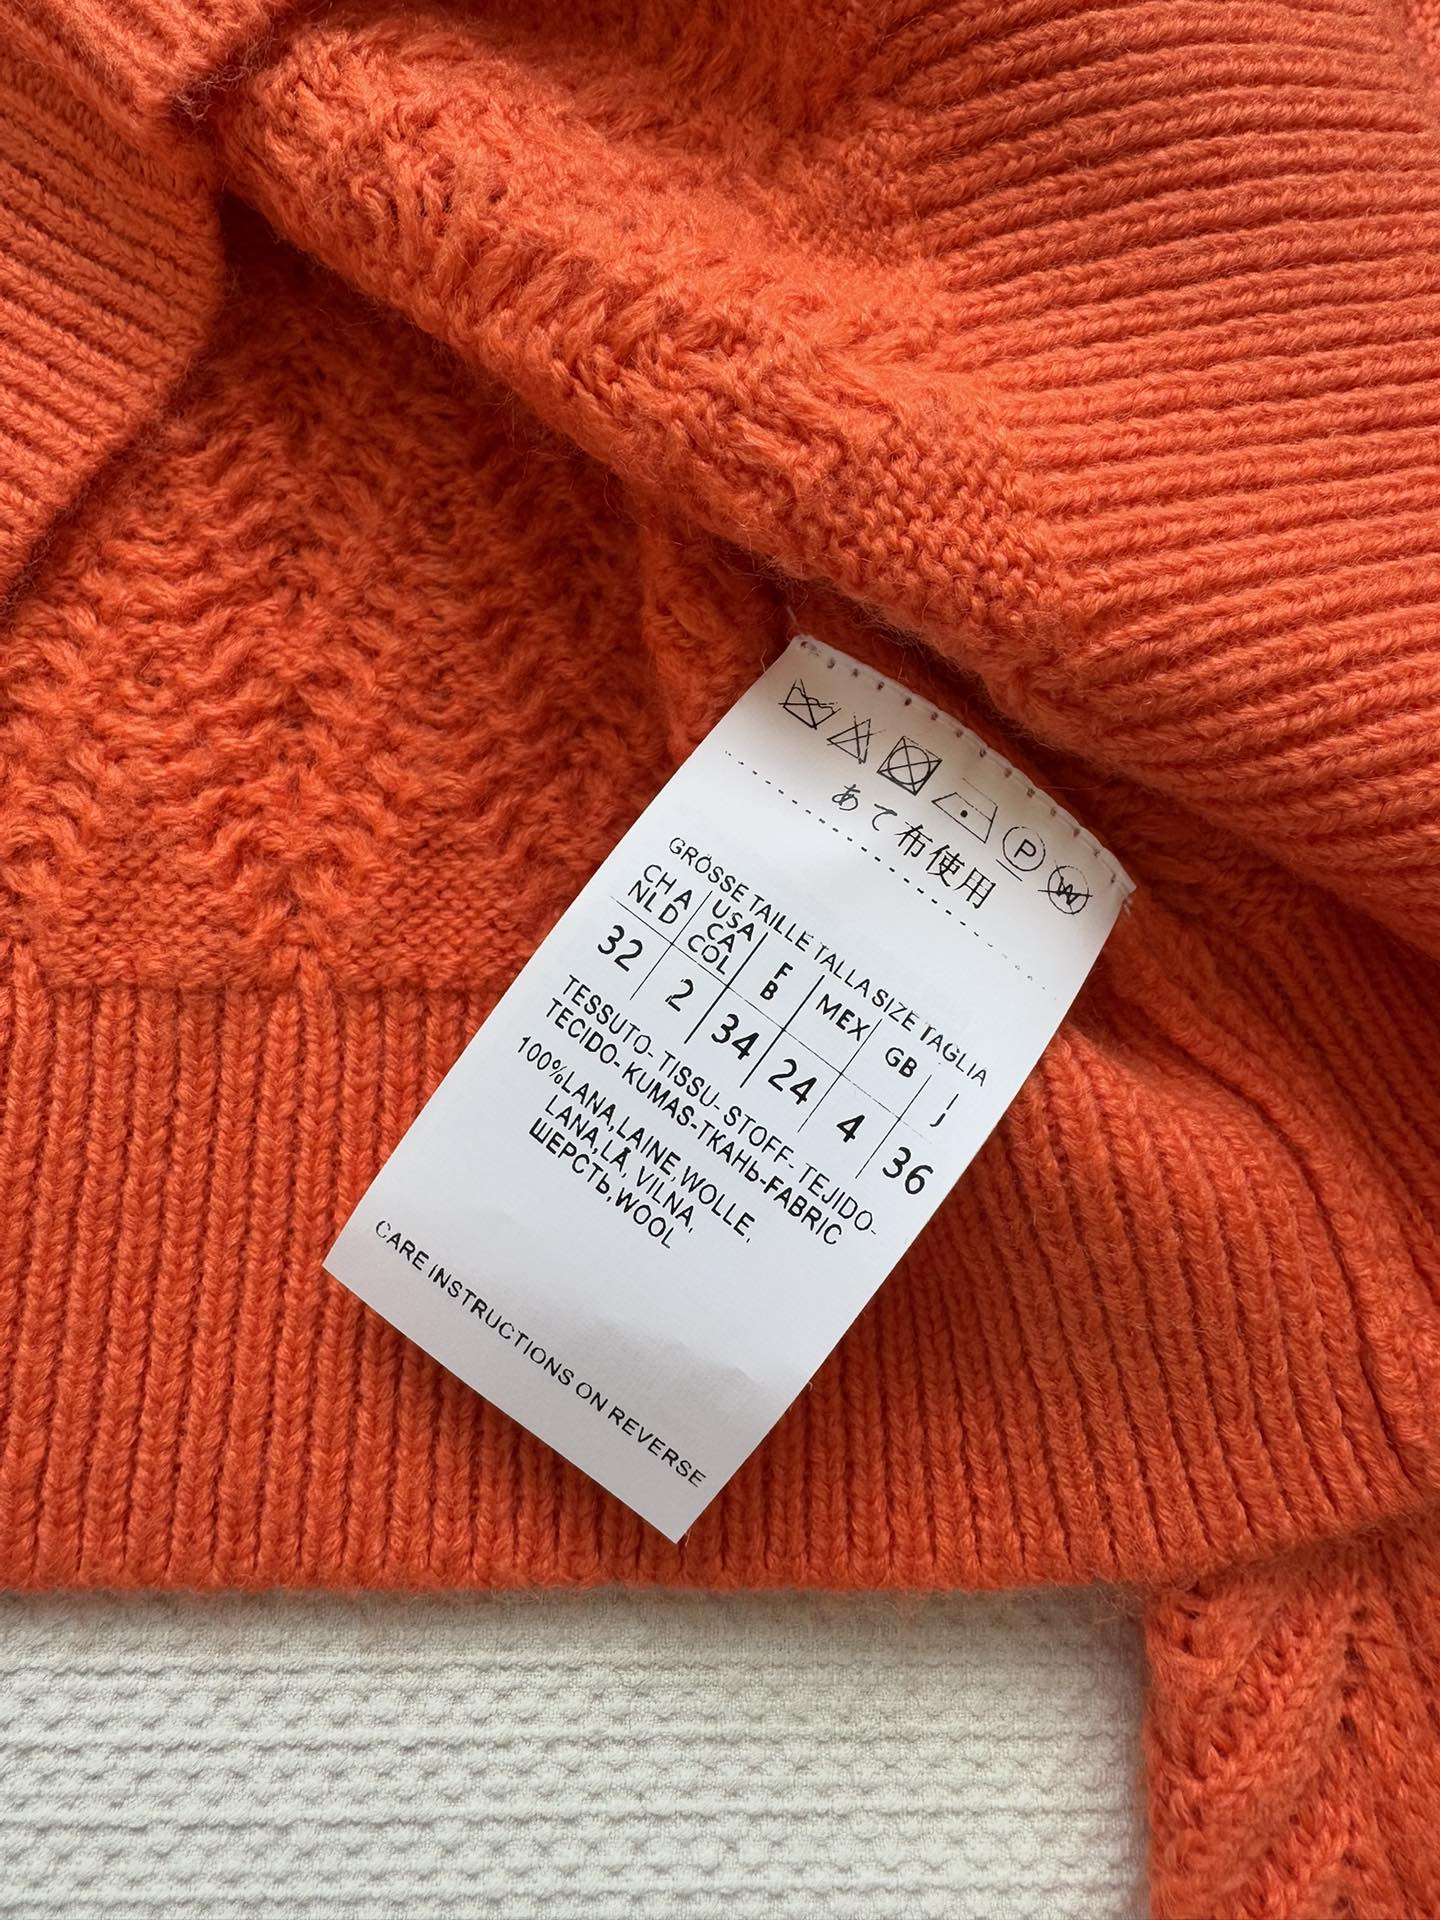 P W
あて布使用
GRÖSSE TAILLE TALLA SIZE TAGLIA
CH A NLD USA CA COL F B MEX GB I J
32 2 34 24 4 36
TESSUTO-TISSU-STOFF-TEJIDO-
TECIDO-KUMAS-ТКАНЬ-FABRIC
100%LANA,LAINE,WOLLE,
LANA,LÃ, VILNA,
ШЕРСТЬ,WOOL
CARE INSTRUCTIONS ON REVERSE